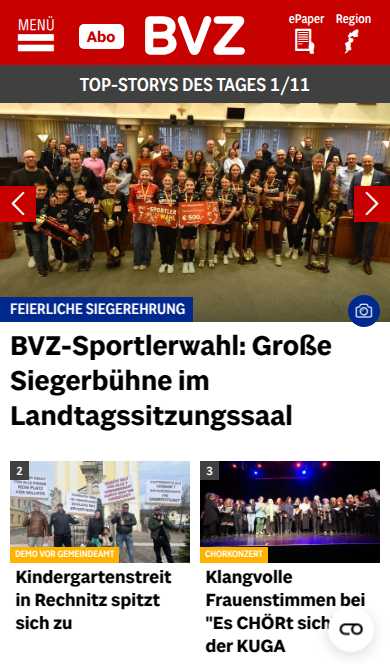 MENÜ
Abo
BVZ
ePaper
Region
TOP-STORYS DES TAGES 1/11
SPORTLER
WAHL
€ 500,-
FEIERLICHE SIEGEREHRUNG
BVZ-Sportlerwahl: Große
Siegerbühne im
Landtagssitzungssaal
2
DEMO VOR GEMEINDEAMT
Kindergartenstreit
in Rechnitz spitzt
sich zu
3
CHORKONZERT
Klangvolle
Frauenstimmen bei
"Es CHÖRt sich
der KUGA